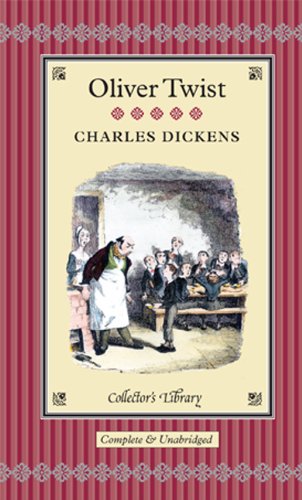 Oliver Twist
CHARLES DICKENS
Collector's Library
Complete & Unabridged